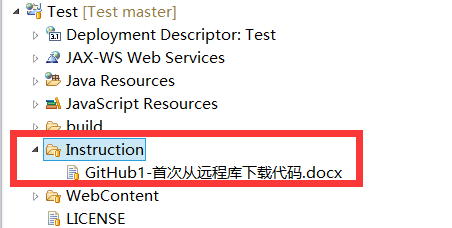 Test [Test master]
Deployment Descriptor: Test
JAX-WS Web Services
Java Resources
JavaScript Resources
build
Instruction
GitHub1-首次从远程库下载代码.docx
WebContent
LICENSE